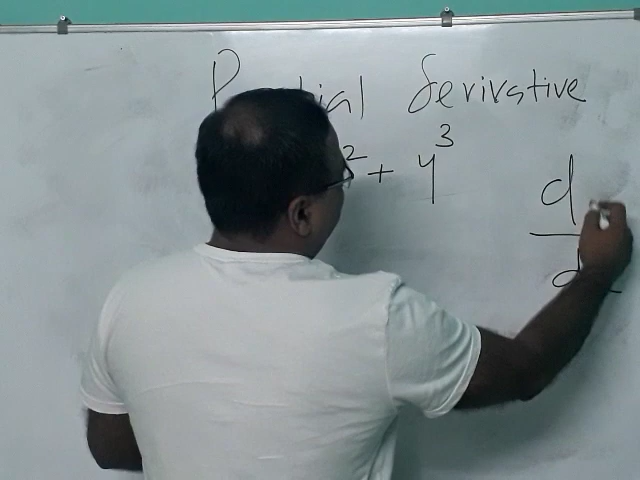 Partial derivative
² + y³
d
d